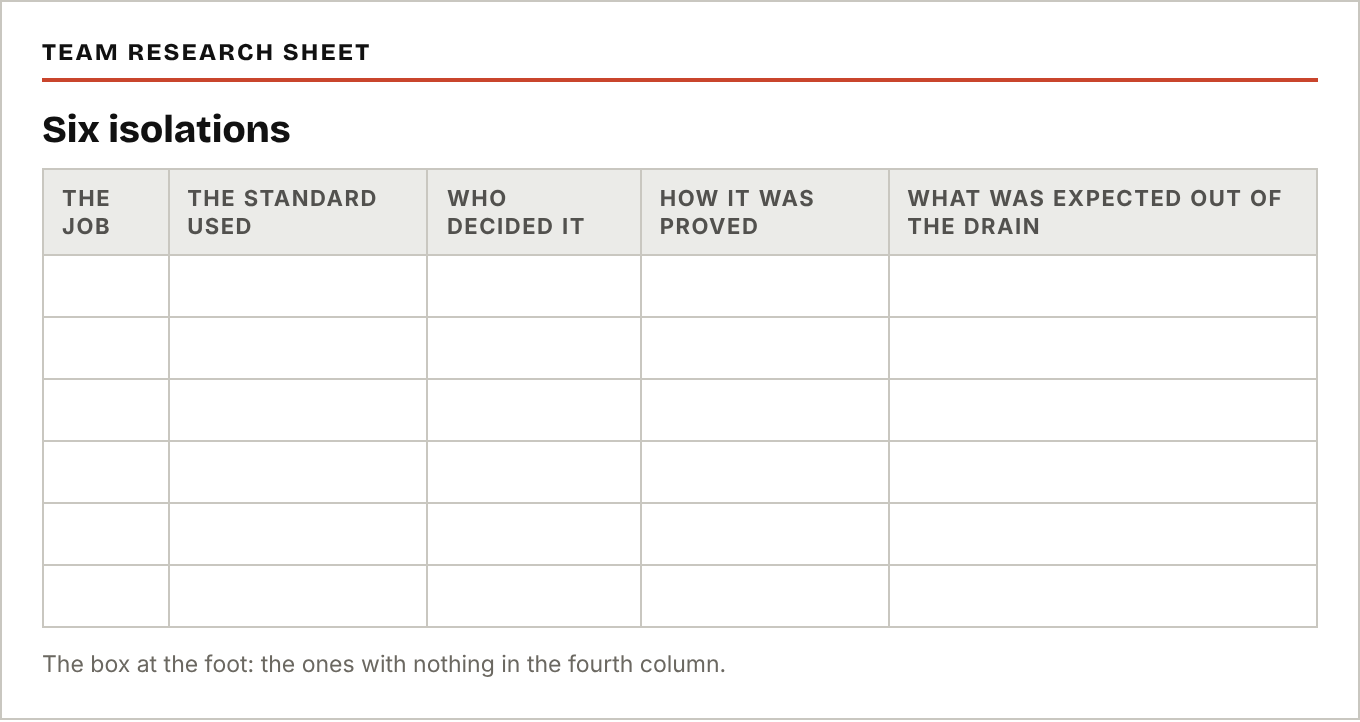 TEAM RESEARCH SHEET
Six isolations
THE JOB
THE STANDARD USED
WHO DECIDED IT
HOW IT WAS PROVED
WHAT WAS EXPECTED OUT OF THE DRAIN
The box at the foot: the ones with nothing in the fourth column.